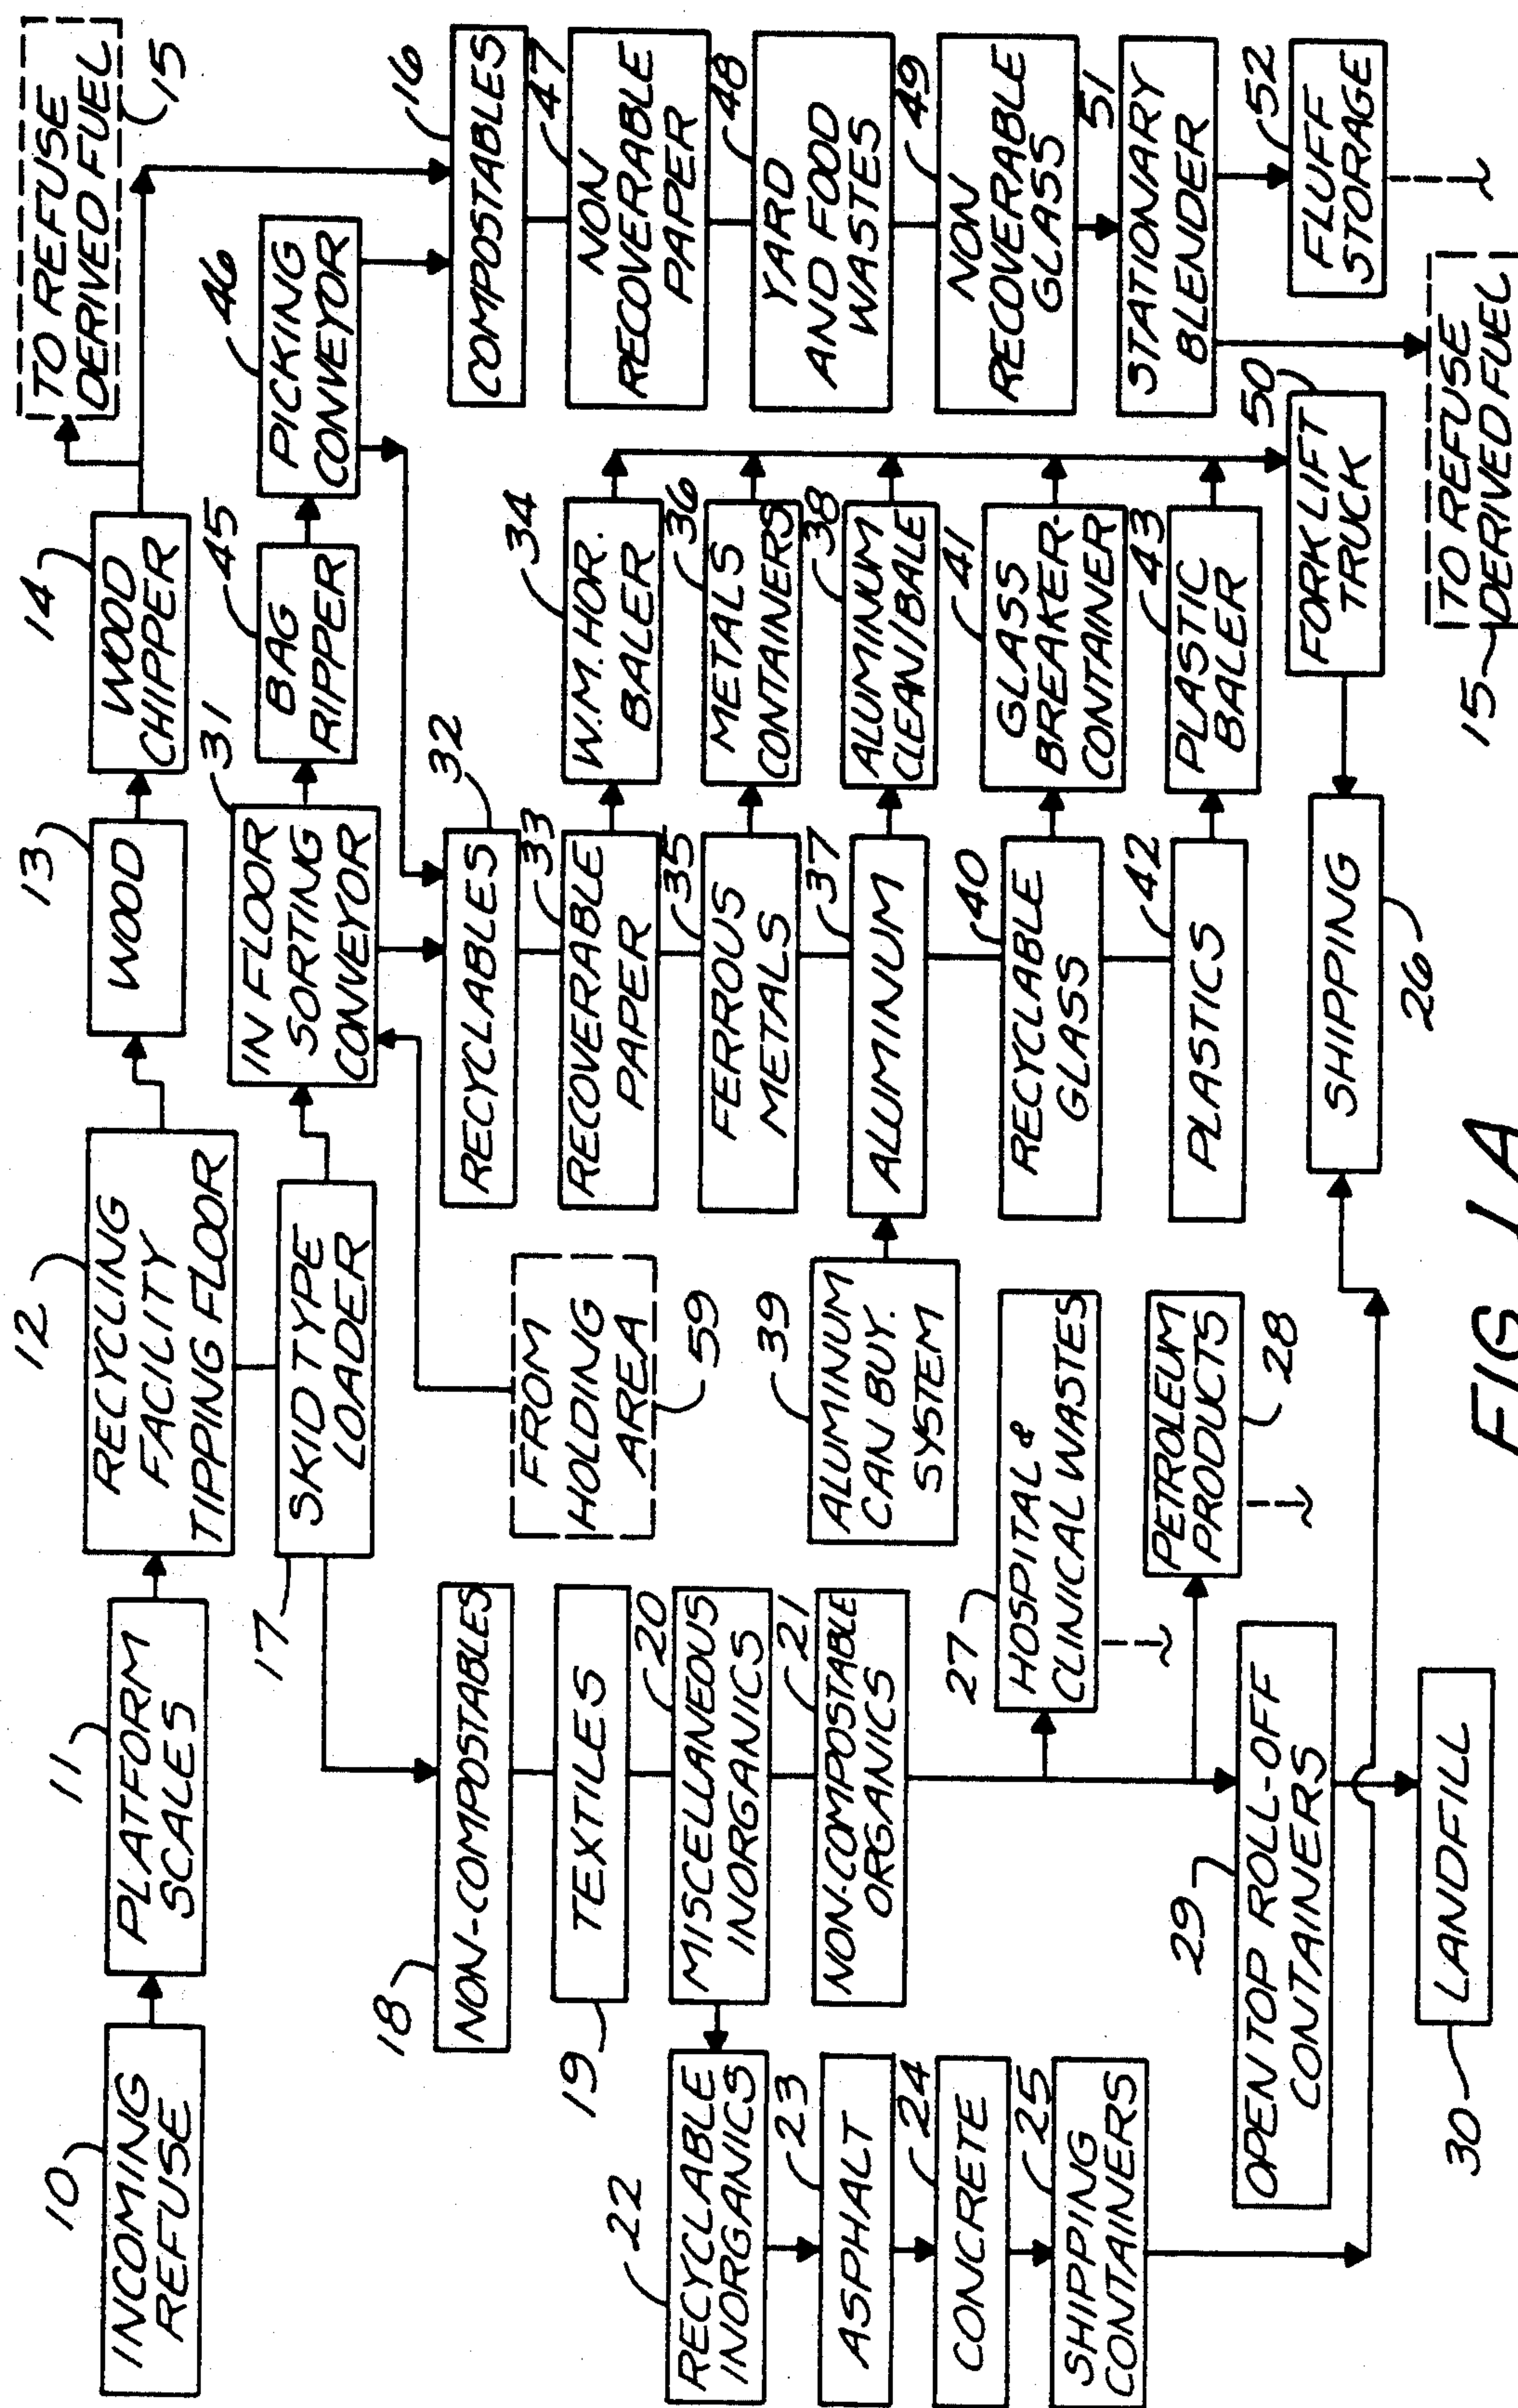 10
INCOMING
REFUSE
11
PLATFORM
SCALES
12
RECYCLING
FACILITY
TIPPING FLOOR
13
WOOD
14
WOOD
CHIPPER
TO REFUSE
DERIVED FUEL
15
17
SKID TYPE
LOADER
31
IN FLOOR
SORTING
CONVEYOR
45
BAG
RIPPER
46
PICKING
CONVEYOR
16
COMPOSTABLES
47
NON
RECOVERABLE
PAPER
48
YARD
AND FOOD
WASTES
49
NON
RECOVERABLE
GLASS
51
STATIONARY
BLENDER
52
FLUFF
STORAGE
18
NON-COMPOSTABLES
19
TEXTILES
20
MISCELLANEOUS
INORGANICS
21
NON-COMPOSTABLE
ORGANICS
22
RECYCLABLE
INORGANICS
23
ASPHALT
24
CONCRETE
25
SHIPPING
CONTAINERS
FROM
HOLDING
AREA
59
32
RECYCLABLES
33
RECOVERABLE
PAPER
34
W.M. HOR.
BALER
35
FERROUS
METALS
36
METALS
CONTAINERS
39
ALUMINUM
CAN BUY.
SYSTEM
37
ALUMINUM
38
ALUMINUM
CLEAN/BALE
40
RECYCLABLE
GLASS
41
GLASS
BREAKER-
CONTAINER
42
PLASTICS
43
PLASTIC
BALER
27
HOSPITAL &
CLINICAL WASTES
PETROLEUM
PRODUCTS
28
29
OPEN TOP ROLL-OFF
CONTAINERS
30
LANDFILL
SHIPPING
26
50
FORK LIFT
TRUCK
15
TO REFUSE
DERIVED FUEL
FIG. 1A